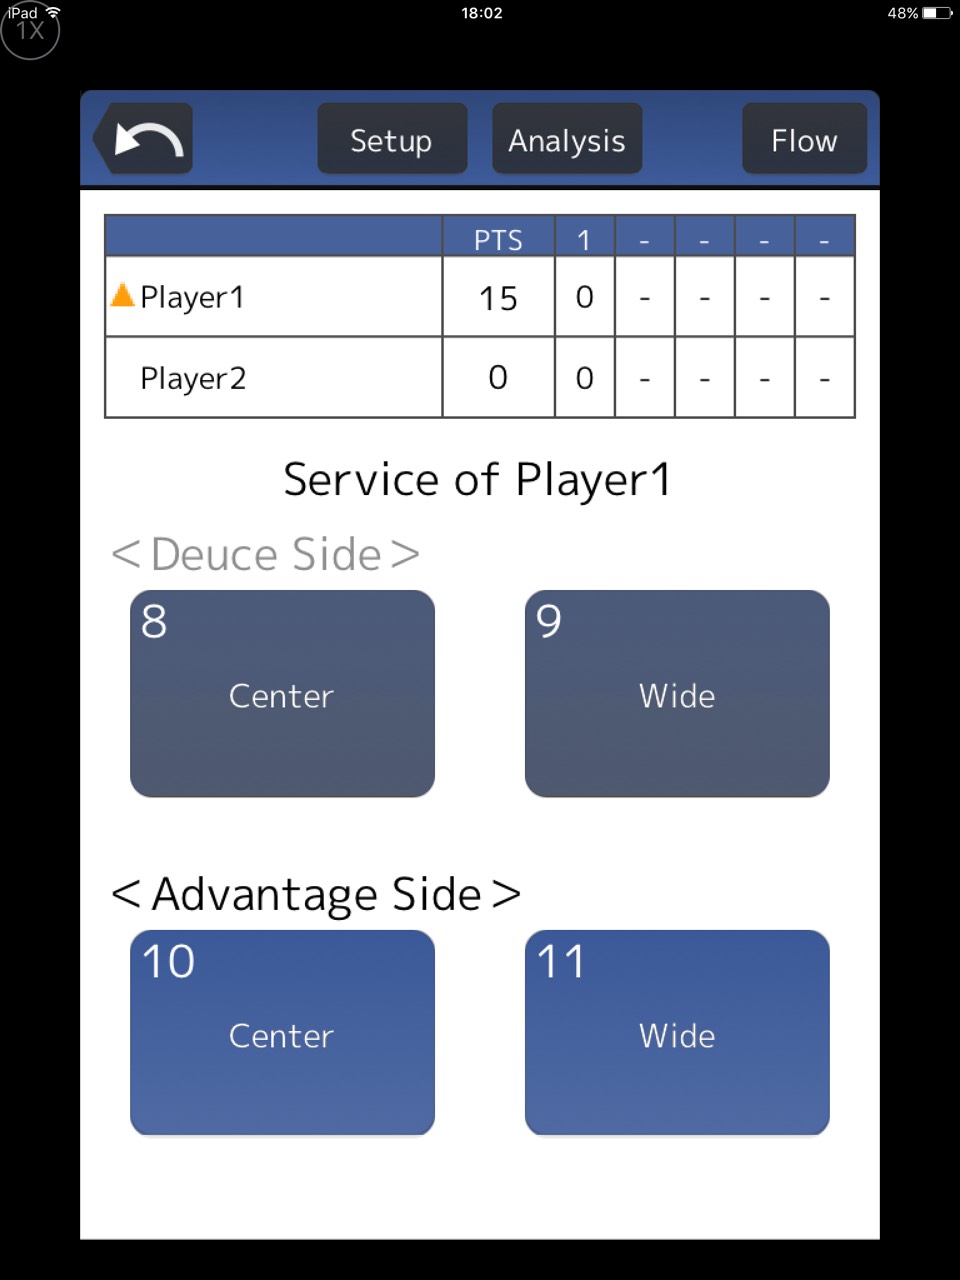 iPad 18:02 48%
1X
Setup Analysis Flow
PTS 1 - - - -
Player1 15 0 - - - -
Player2 0 0 - - - -
Service of Player1
<Deuce Side>
8 9
Center Wide
<Advantage Side>
10 11
Center Wide